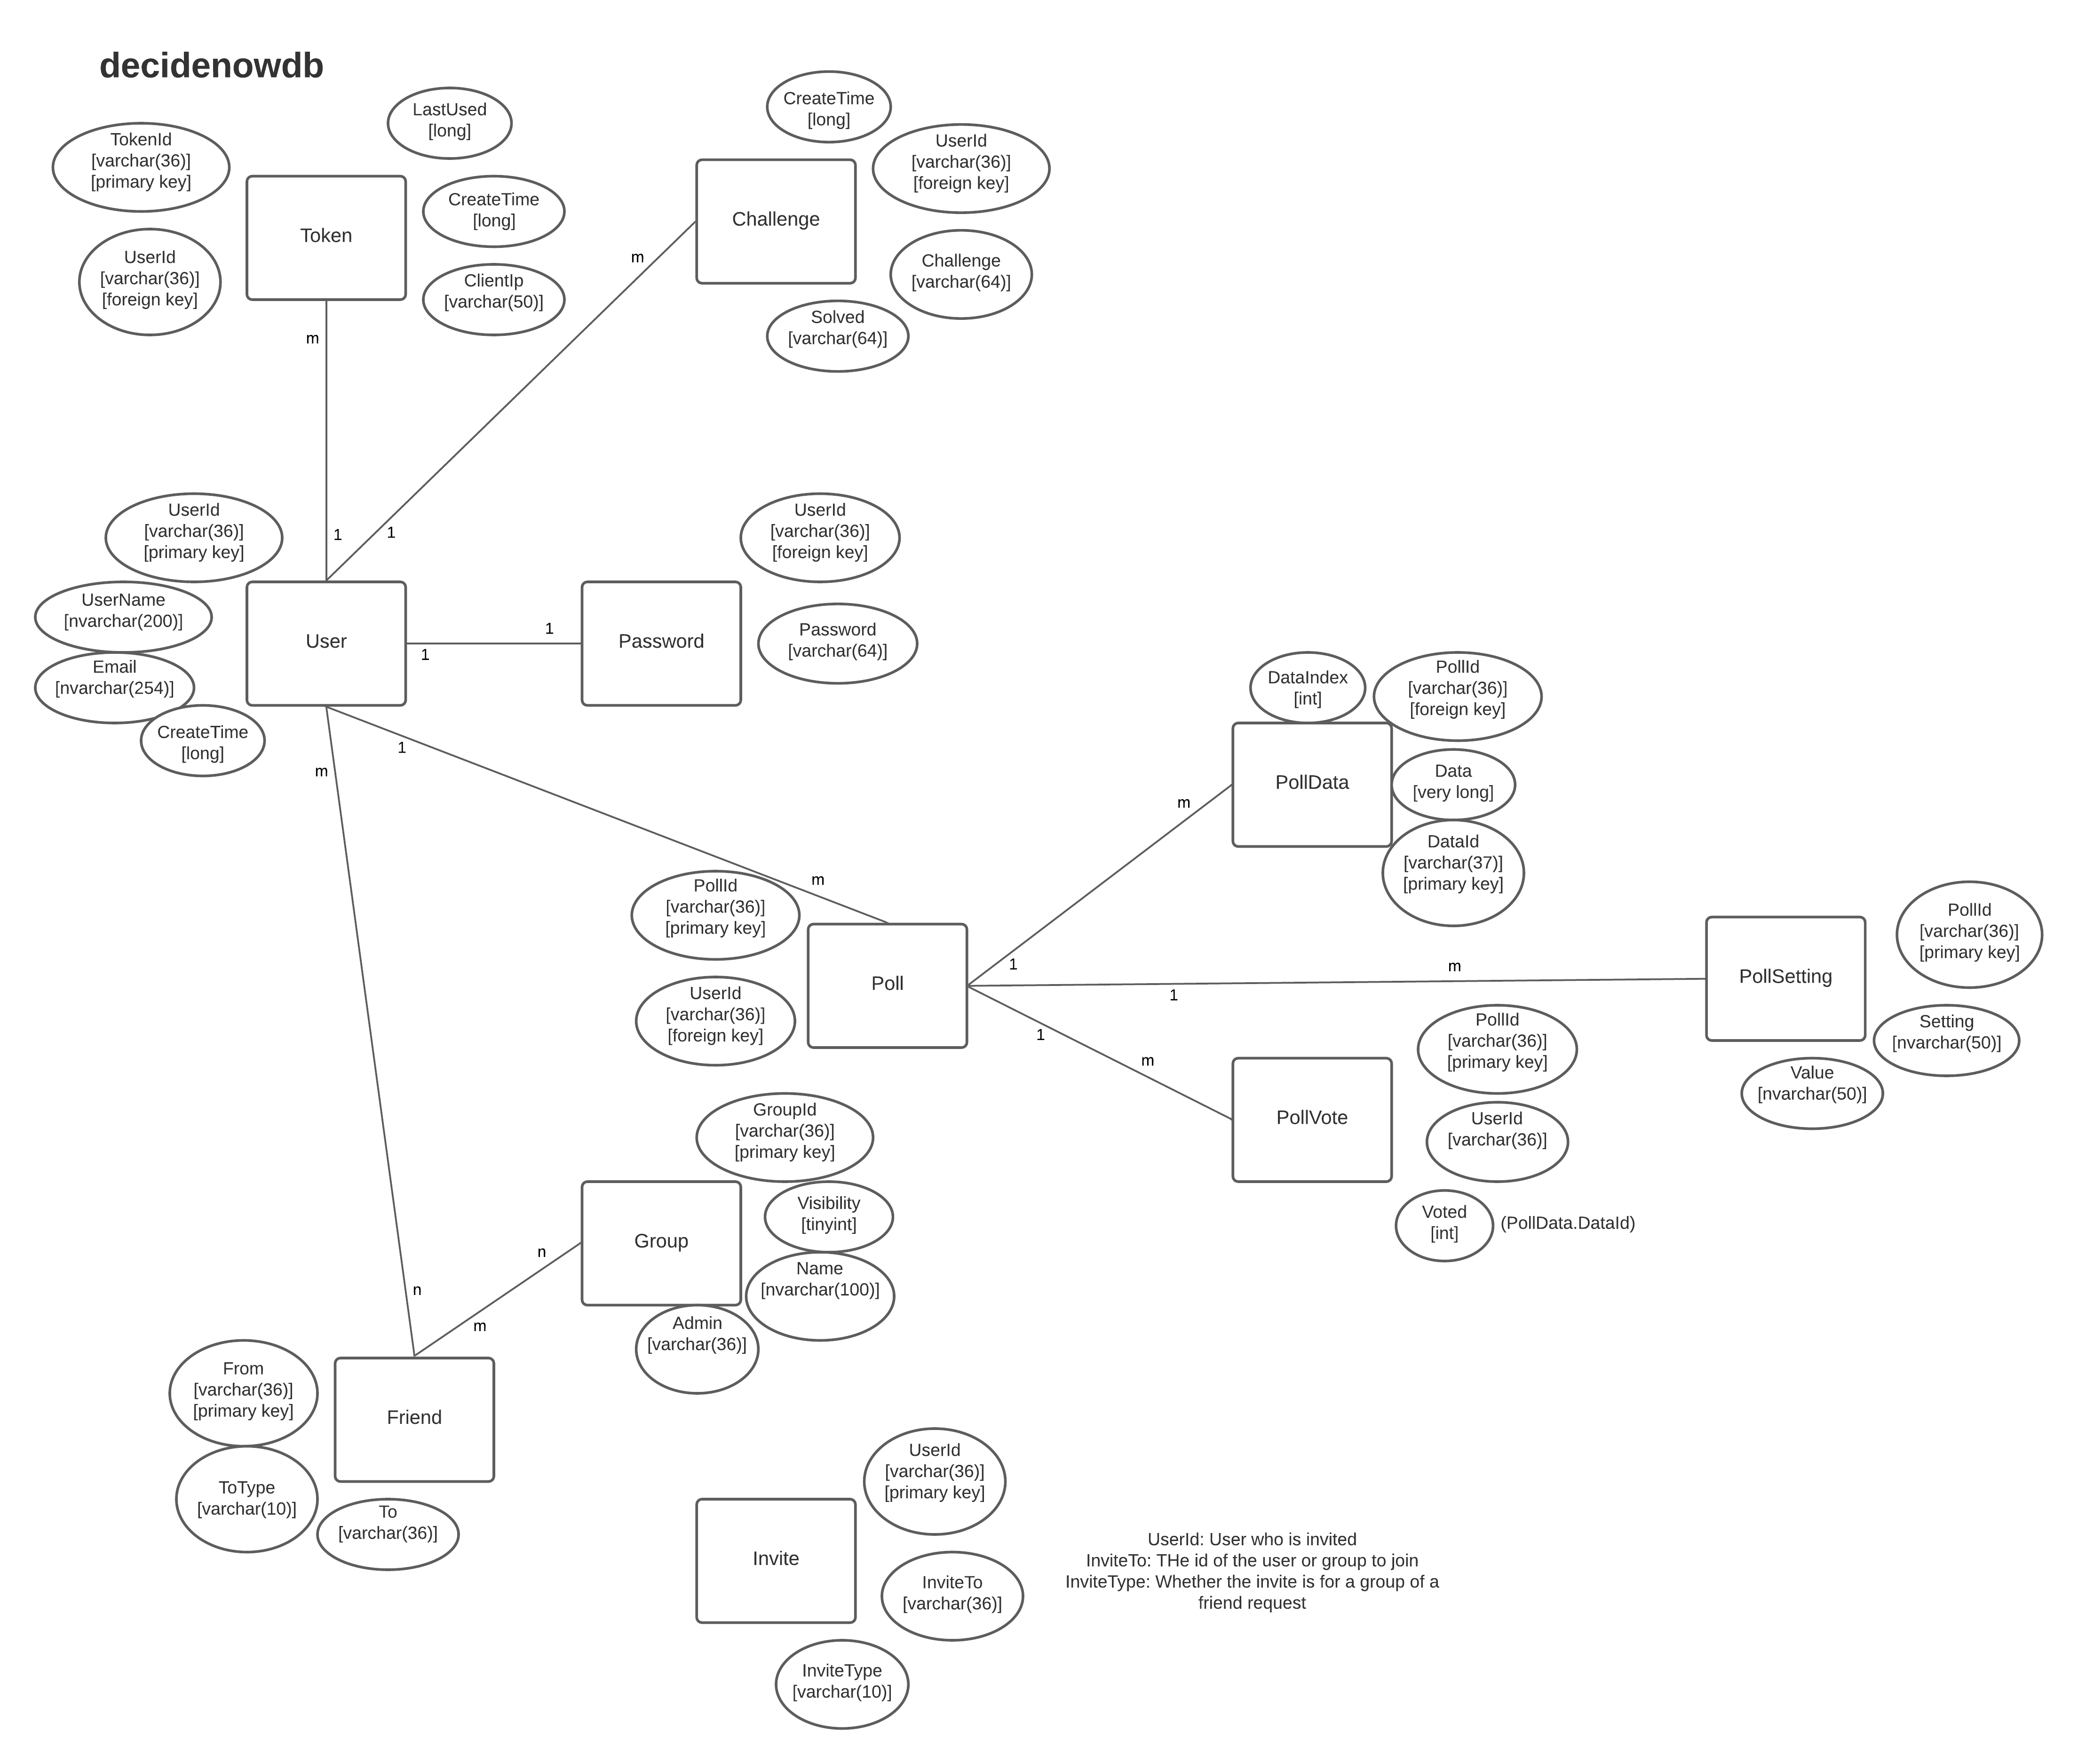 decidenowdb
LastUsed
[long]
TokenId
[varchar(36)]
[primary key]
Token
CreateTime
[long]
UserId
[varchar(36)]
[foreign key]
ClientIp
[varchar(50)]
m
CreateTime
[long]
UserId
[varchar(36)]
[foreign key]
Challenge
Challenge
[varchar(64)]
Solved
[varchar(64)]
m
1
1
UserId
[varchar(36)]
[primary key]
UserName
[nvarchar(200)]
Email
[nvarchar(254)]
CreateTime
[long]
User
1
1
Password
UserId
[varchar(36)]
[foreign key]
Password
[varchar(64)]
m
1
m
DataIndex
[int]
PollId
[varchar(36)]
[foreign key]
PollData
Data
[very long]
DataId
[varchar(37)]
[primary key]
m
PollId
[varchar(36)]
[primary key]
UserId
[varchar(36)]
[foreign key]
Poll
1
m
1
1
m
PollSetting
PollId
[varchar(36)]
[primary key]
Setting
[nvarchar(50)]
Value
[nvarchar(50)]
PollVote
PollId
[varchar(36)]
[primary key]
UserId
[varchar(36)]
Voted
[int]
(PollData.DataId)
GroupId
[varchar(36)]
[primary key]
Group
Visibility
[tinyint]
Name
[nvarchar(100)]
Admin
[varchar(36)]
n
n
m
From
[varchar(36)]
[primary key]
Friend
ToType
[varchar(10)]
To
[varchar(36)]
UserId
[varchar(36)]
[primary key]
Invite
InviteTo
[varchar(36)]
InviteType
[varchar(10)]
UserId: User who is invited
InviteTo: THe id of the user or group to join
InviteType: Whether the invite is for a group of a
friend request